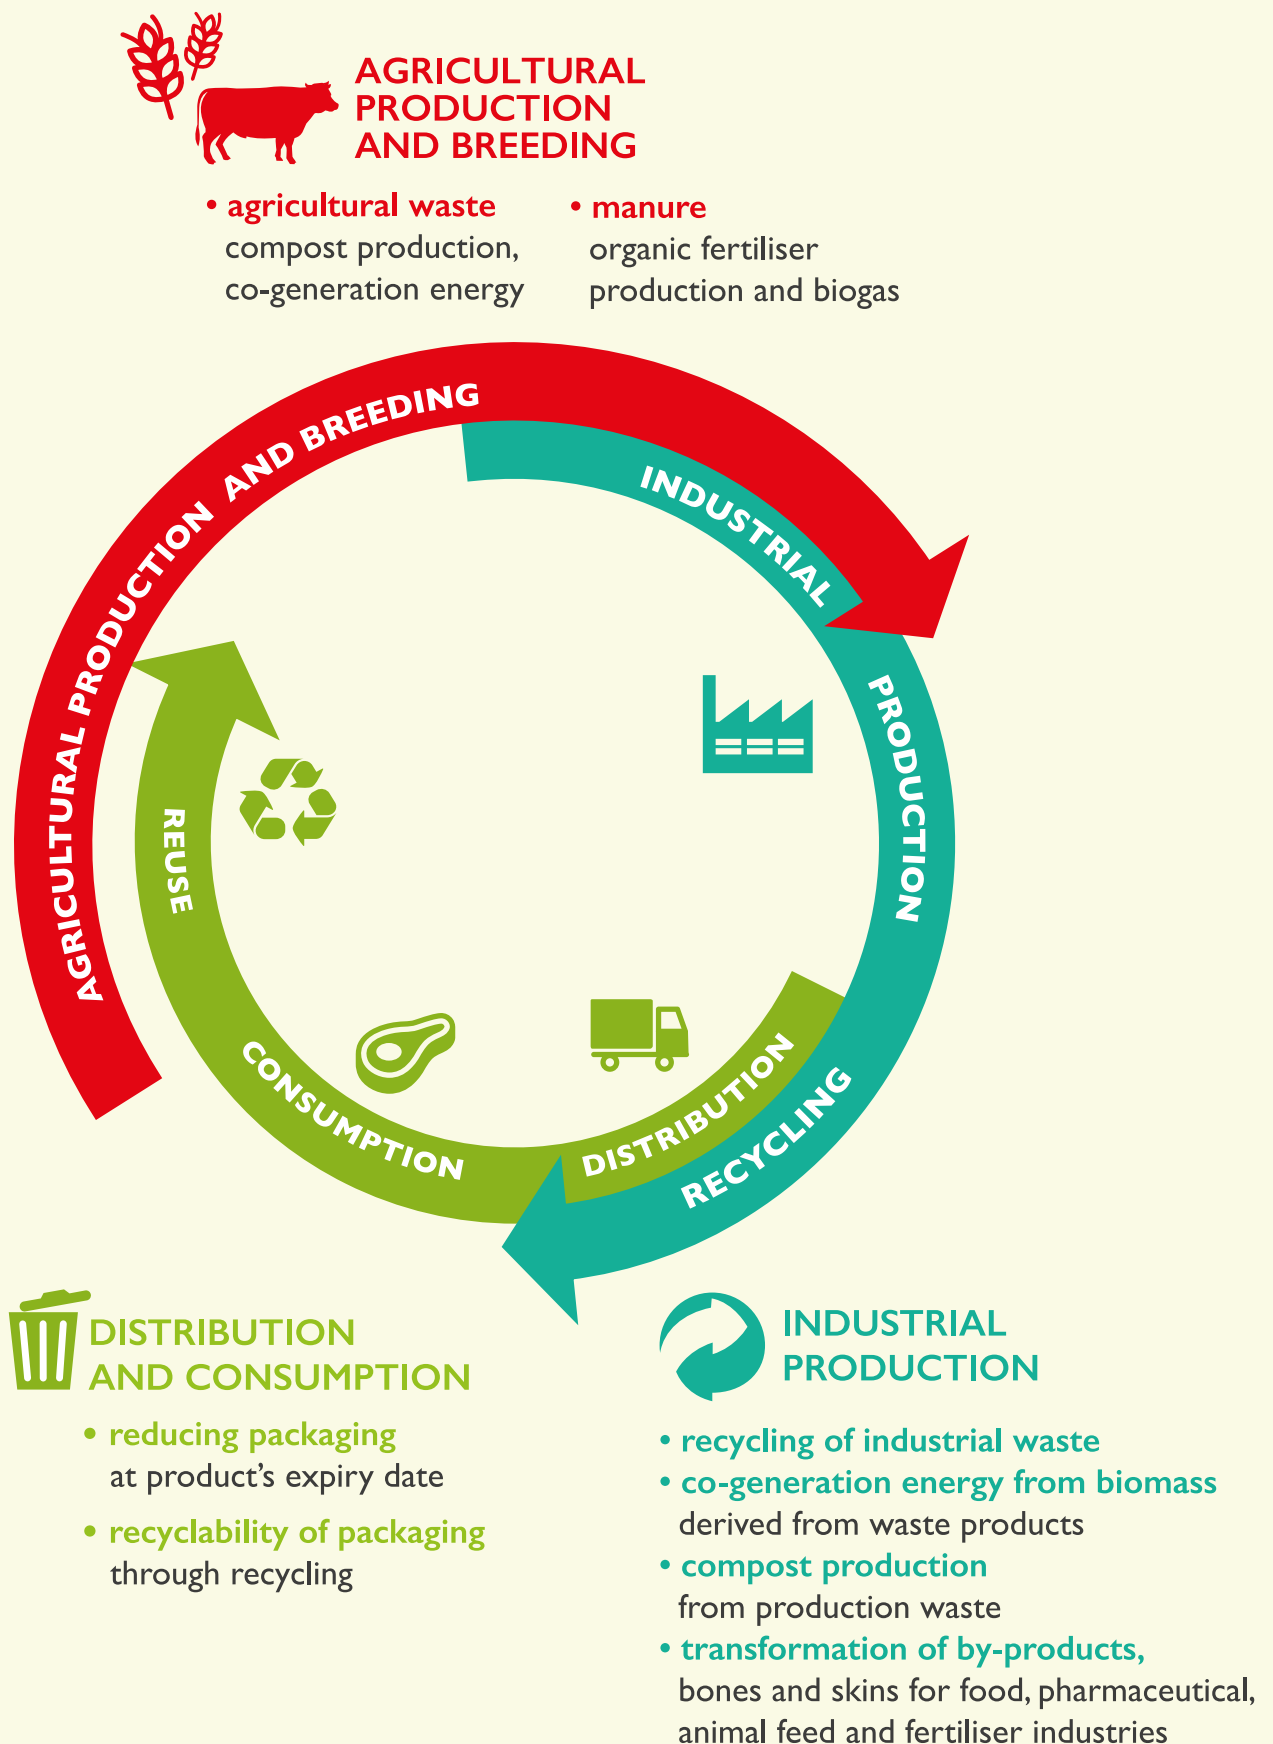 AGRICULTURAL
PRODUCTION
AND BREEDING
• agricultural waste
compost production,
co-generation energy
• manure
organic fertiliser
production and biogas
AGRICULTURAL PRODUCTION AND BREEDING
INDUSTRIAL PRODUCTION
RECYCLING
DISTRIBUTION
CONSUMPTION
REUSE
DISTRIBUTION
AND CONSUMPTION
• reducing packaging
at product’s expiry date
• recyclability of packaging
through recycling
INDUSTRIAL
PRODUCTION
• recycling of industrial waste
• co-generation energy from biomass
derived from waste products
• compost production
from production waste
• transformation of by-products,
bones and skins for food, pharmaceutical,
animal feed and fertiliser industries